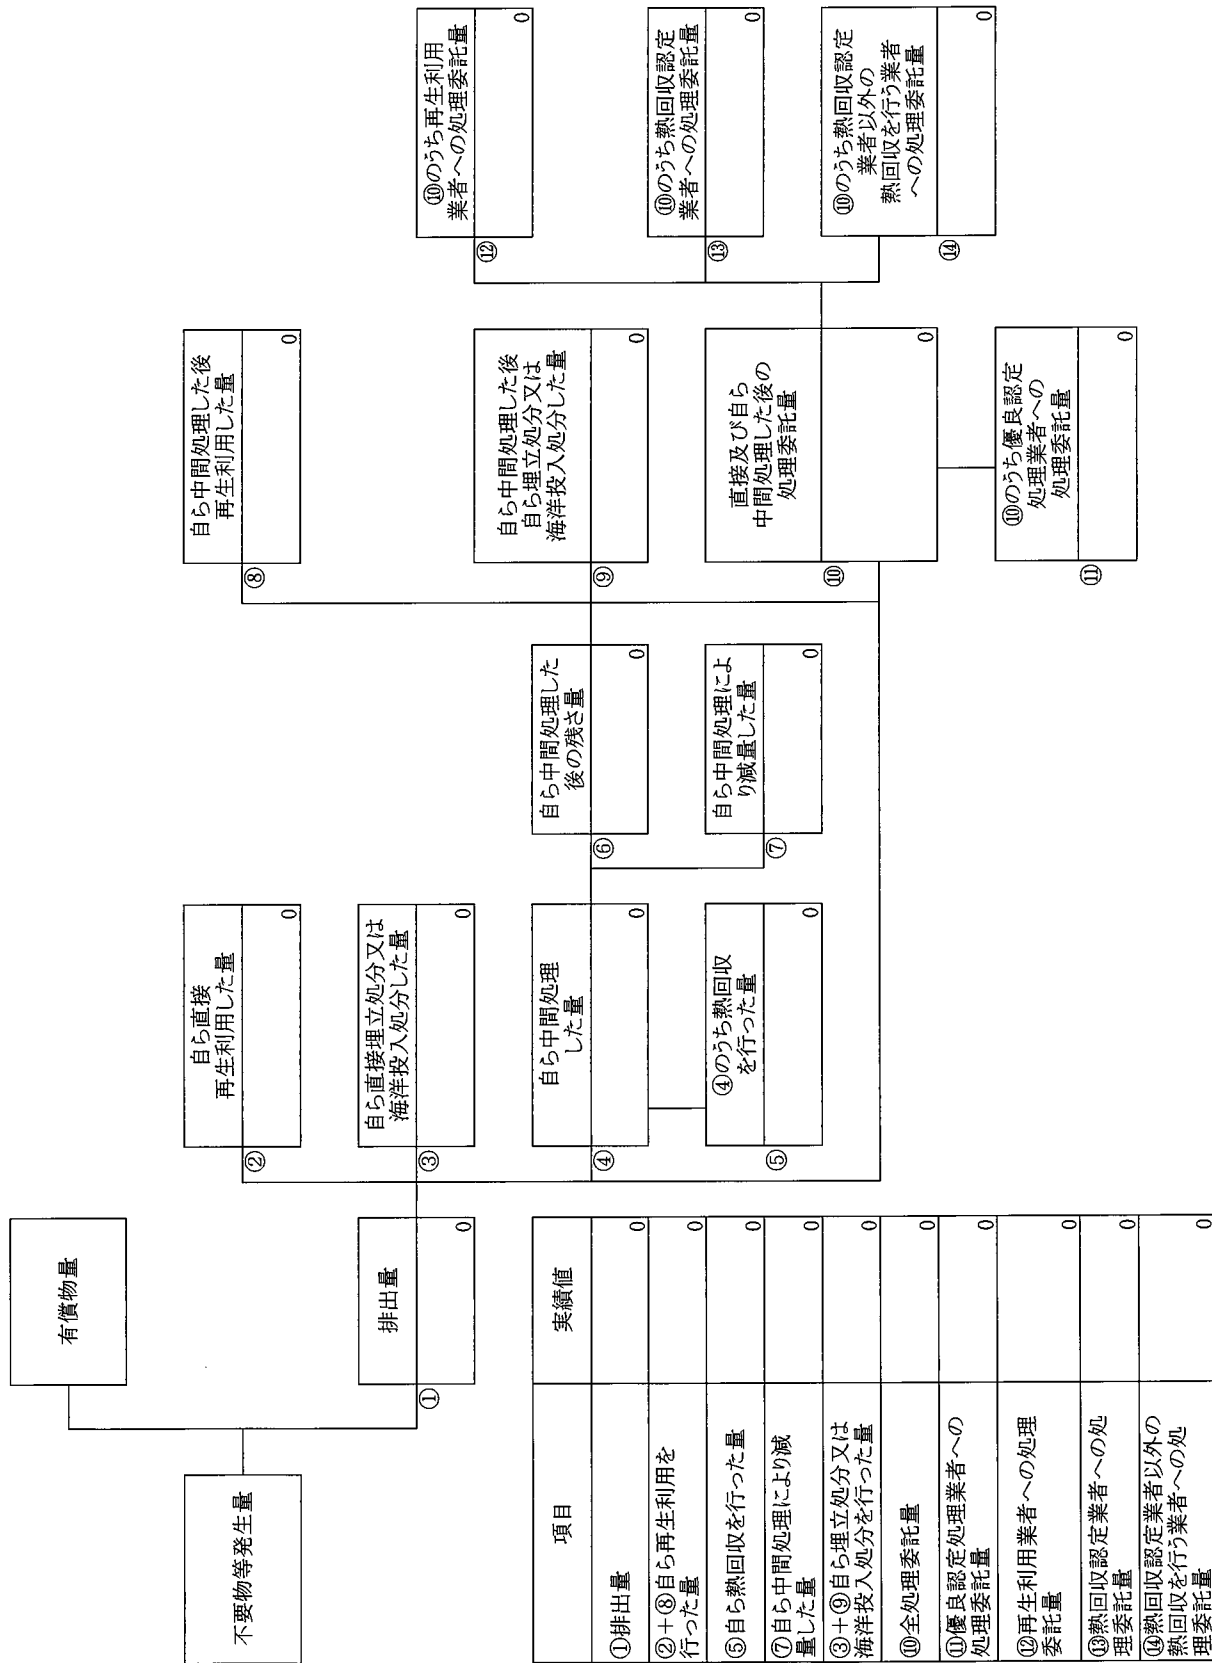 不要物等発生量
有償物量
排出量
①
0
自ら直接
再生利用した量
②
0
自ら直接埋立処分又は
海洋投入処分した量
③
0
自ら中間処理
した量
④
0
④のうち熱回収
を行った量
⑤
0
自ら中間処理した
後の残さ量
⑥
0
自ら中間処理によ
り減量した量
⑦
0
自ら中間処理した後
再生利用した量
⑧
0
自ら中間処理した後
自ら埋立処分又は
海洋投入処分した量
⑨
0
直接及び自ら
中間処理した後の
処理委託量
⑩
0
⑩のうち優良認定
処理業者への
処理委託量
⑪
0
⑩のうち再生利用
業者への処理委託量
⑫
0
⑩のうち熱回収認定
業者への処理委託量
⑬
0
⑩のうち熱回収認定
業者以外の
熱回収を行う業者
への処理委託量
⑭
0
項目 実績値
①排出量 0
②+⑧自ら再生利用を
行った量 0
⑤自ら熱回収を行った量 0
⑦自ら中間処理により減
量した量 0
③+⑨自ら埋立処分又は
海洋投入処分を行った量 0
⑩全処理委託量 0
⑪優良認定処理業者への
処理委託量 0
⑫再生利用業者への処理
委託量 0
⑬熱回収認定業者への処
理委託量 0
⑭熱回収認定業者以外の
熱回収を行う業者への処
理委託量 0